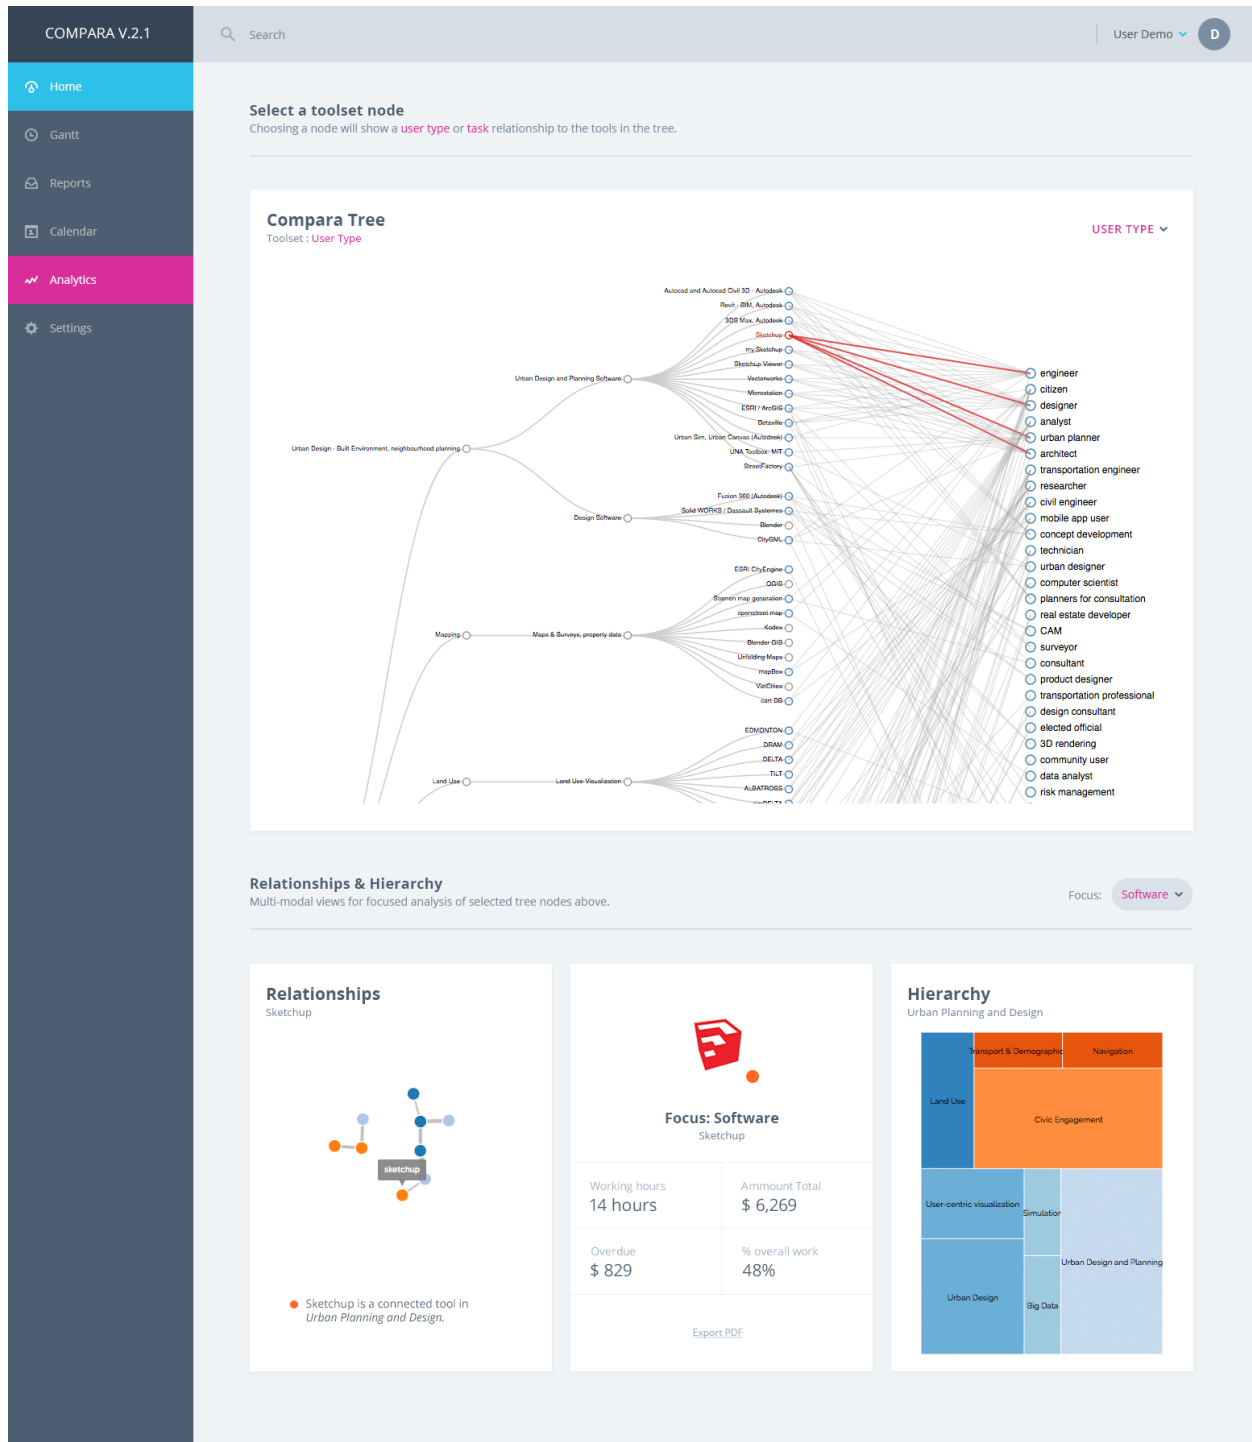 COMPARA V.2.1
Search
User Demo
D
Home
Gantt
Reports
Calendar
Analytics
Settings
Select a toolset node
Choosing a node will show a user type or task relationship to the tools in the tree.
Compara Tree
Toolset : User Type
USER TYPE
Autocad and Autocad Civil 3D - Autodesk
Revit - BIM, Autodesk
3DS Max, Autodesk
Sketchup
my.Sketchup
Sketchup Viewer
Vectorworks
Microstation
ESRI / ArcGIS
Betaville
Urban Sim, Urban Canvas (Autodesk)
UNA Toolbox- MIT
StreetFactory
Urban Design and Planning Software
Urban Design - Built Environment, neighbourhood planning
Design Software
Fusion 360 (Autodesk)
Solid WORKS / Dassault Systemes
Blender
CityGML
ESRI CityEngine
QGIS
Stamen map generation
openstreet map
Kodex
Blender GIS
Unfolding Maps
mapBox
ViziCities
cart DB
Mapping
Maps & Surveys, property data
EDMONTON
DRAM
DELTA
TILT
ALBATROSS
Land Use
Land Use Visualization
engineer
citizen
designer
analyst
urban planner
architect
transportation engineer
researcher
civil engineer
mobile app user
concept development
technician
urban designer
computer scientist
planners for consultation
real estate developer
CAM
surveyor
consultant
product designer
transportation professional
design consultant
elected official
3D rendering
community user
data analyst
risk management
Relationships & Hierarchy
Multi-modal views for focused analysis of selected tree nodes above.
Focus:
Software
Relationships
Sketchup
sketchup
Sketchup is a connected tool in
Urban Planning and Design.
Focus: Software
Sketchup
Working hours
14 hours
Ammount Total
$ 6,269
Overdue
$ 829
% overall work
48%
Export PDF
Hierarchy
Urban Planning and Design
Transport & Demographic
Navigation
Land Use
Civic Engagement
User-centric visualization
Simulation
Urban Design and Planning
Urban Design
Big Data